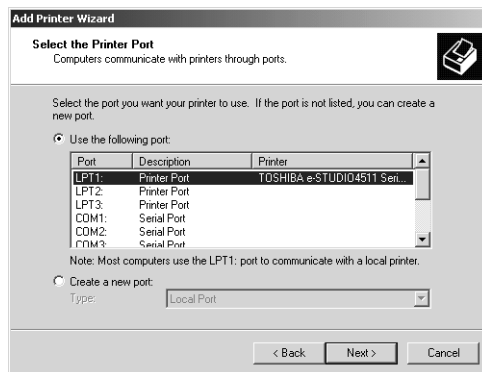 Add Printer Wizard
Select the Printer Port
Computers communicate with printers through ports.
Select the port you want your printer to use. If the port is not listed, you can create a
new port.
Use the following port:
Port Description Printer
LPT1: Printer Port TOSHIBA e-STUDIO4511 Seri...
LPT2: Printer Port
LPT3: Printer Port
COM1: Serial Port
COM2: Serial Port
COM3: Serial Port
Note: Most computers use the LPT1: port to communicate with a local printer.
Create a new port:
Type: Local Port
< Back Next > Cancel